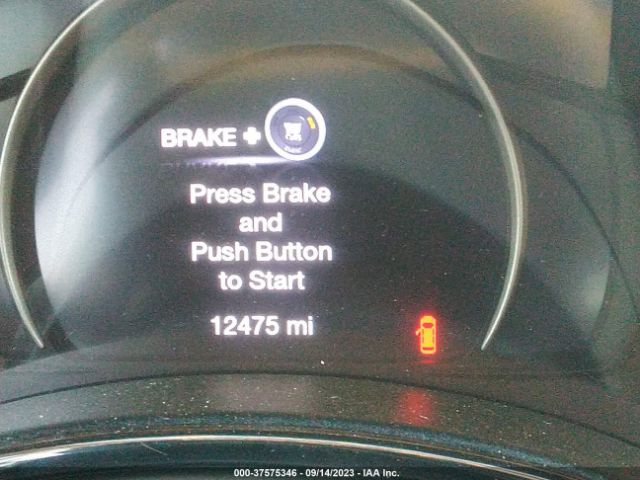 BRAKE +
Press Brake
and
Push Button
to Start
12475 mi
000-37575346 - 09/14/2023 - IAA Inc.